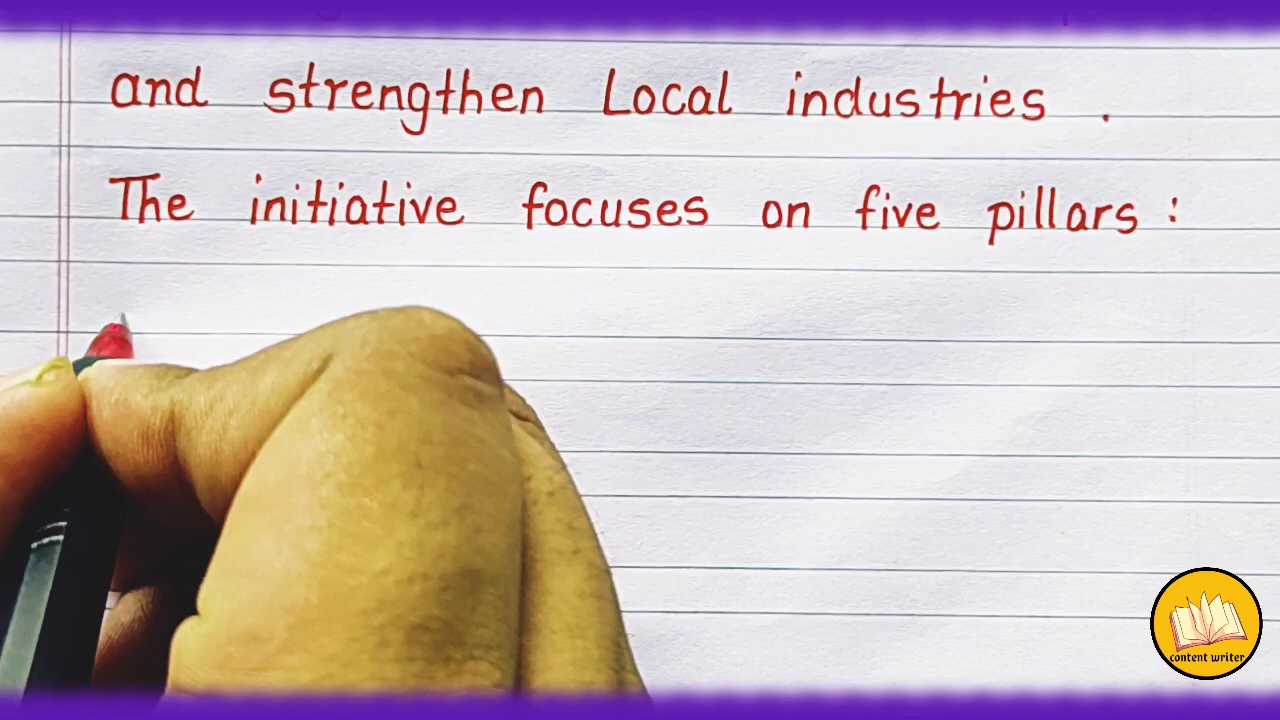 and strengthen Local industries .
The initiative focuses on five pillars :
content writer